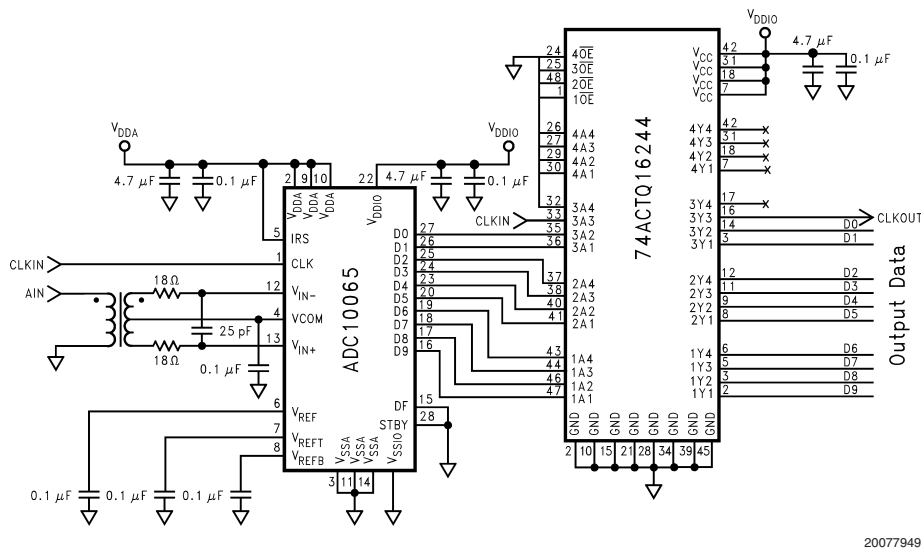 V_DDIO
24 4OE
25 3OE
48 2OE
1 1OE
V_CC 42
V_CC 31
V_CC 18
V_CC 7
4.7 μF
0.1 μF
26 4A4
27 4A3
29 4A2
30 4A1
4Y4 42
4Y3 31
4Y2 18
4Y1 7
32 3A4
CLKIN 33 3A3
35 3A2
36 3A1
3Y4 17
3Y3 16 CLKOUT
3Y2 14 D0
3Y1 3 D1
74ACTQ16244
37 2A4
38 2A3
40 2A2
41 2A1
2Y4 12 D2
2Y3 11 D3
2Y2 9 D4
2Y1 8 D5
43 1A4
44 1A3
46 1A2
47 1A1
1Y4 6 D6
1Y3 5 D7
1Y2 3 D8
1Y1 2 D9
Output Data
GND GND GND GND GND GND GND GND
2 10 15 21 28 34 39 45
V_DDA
4.7 μF
0.1 μF
2 9 10
V_DDA V_DDA V_DDA
22
V_DDIO
V_DDIO
4.7 μF
0.1 μF
5 IRS
CLKIN 1 CLK
AIN
18Ω
12 V_IN-
4 VCOM
25 pF
13 V_IN+
18Ω
0.1 μF
ADC10065
D0 27
D1 26
D2 25
D3 24
D4 23
D5 20
D6 19
D7 18
D8 17
D9 16
DF 15
STBY 28
6 V_REF
7 V_REFT
8 V_REFB
V_SSA V_SSA V_SSA V_SSIO
3 11 14
0.1 μF
0.1 μF
0.1 μF
20077949